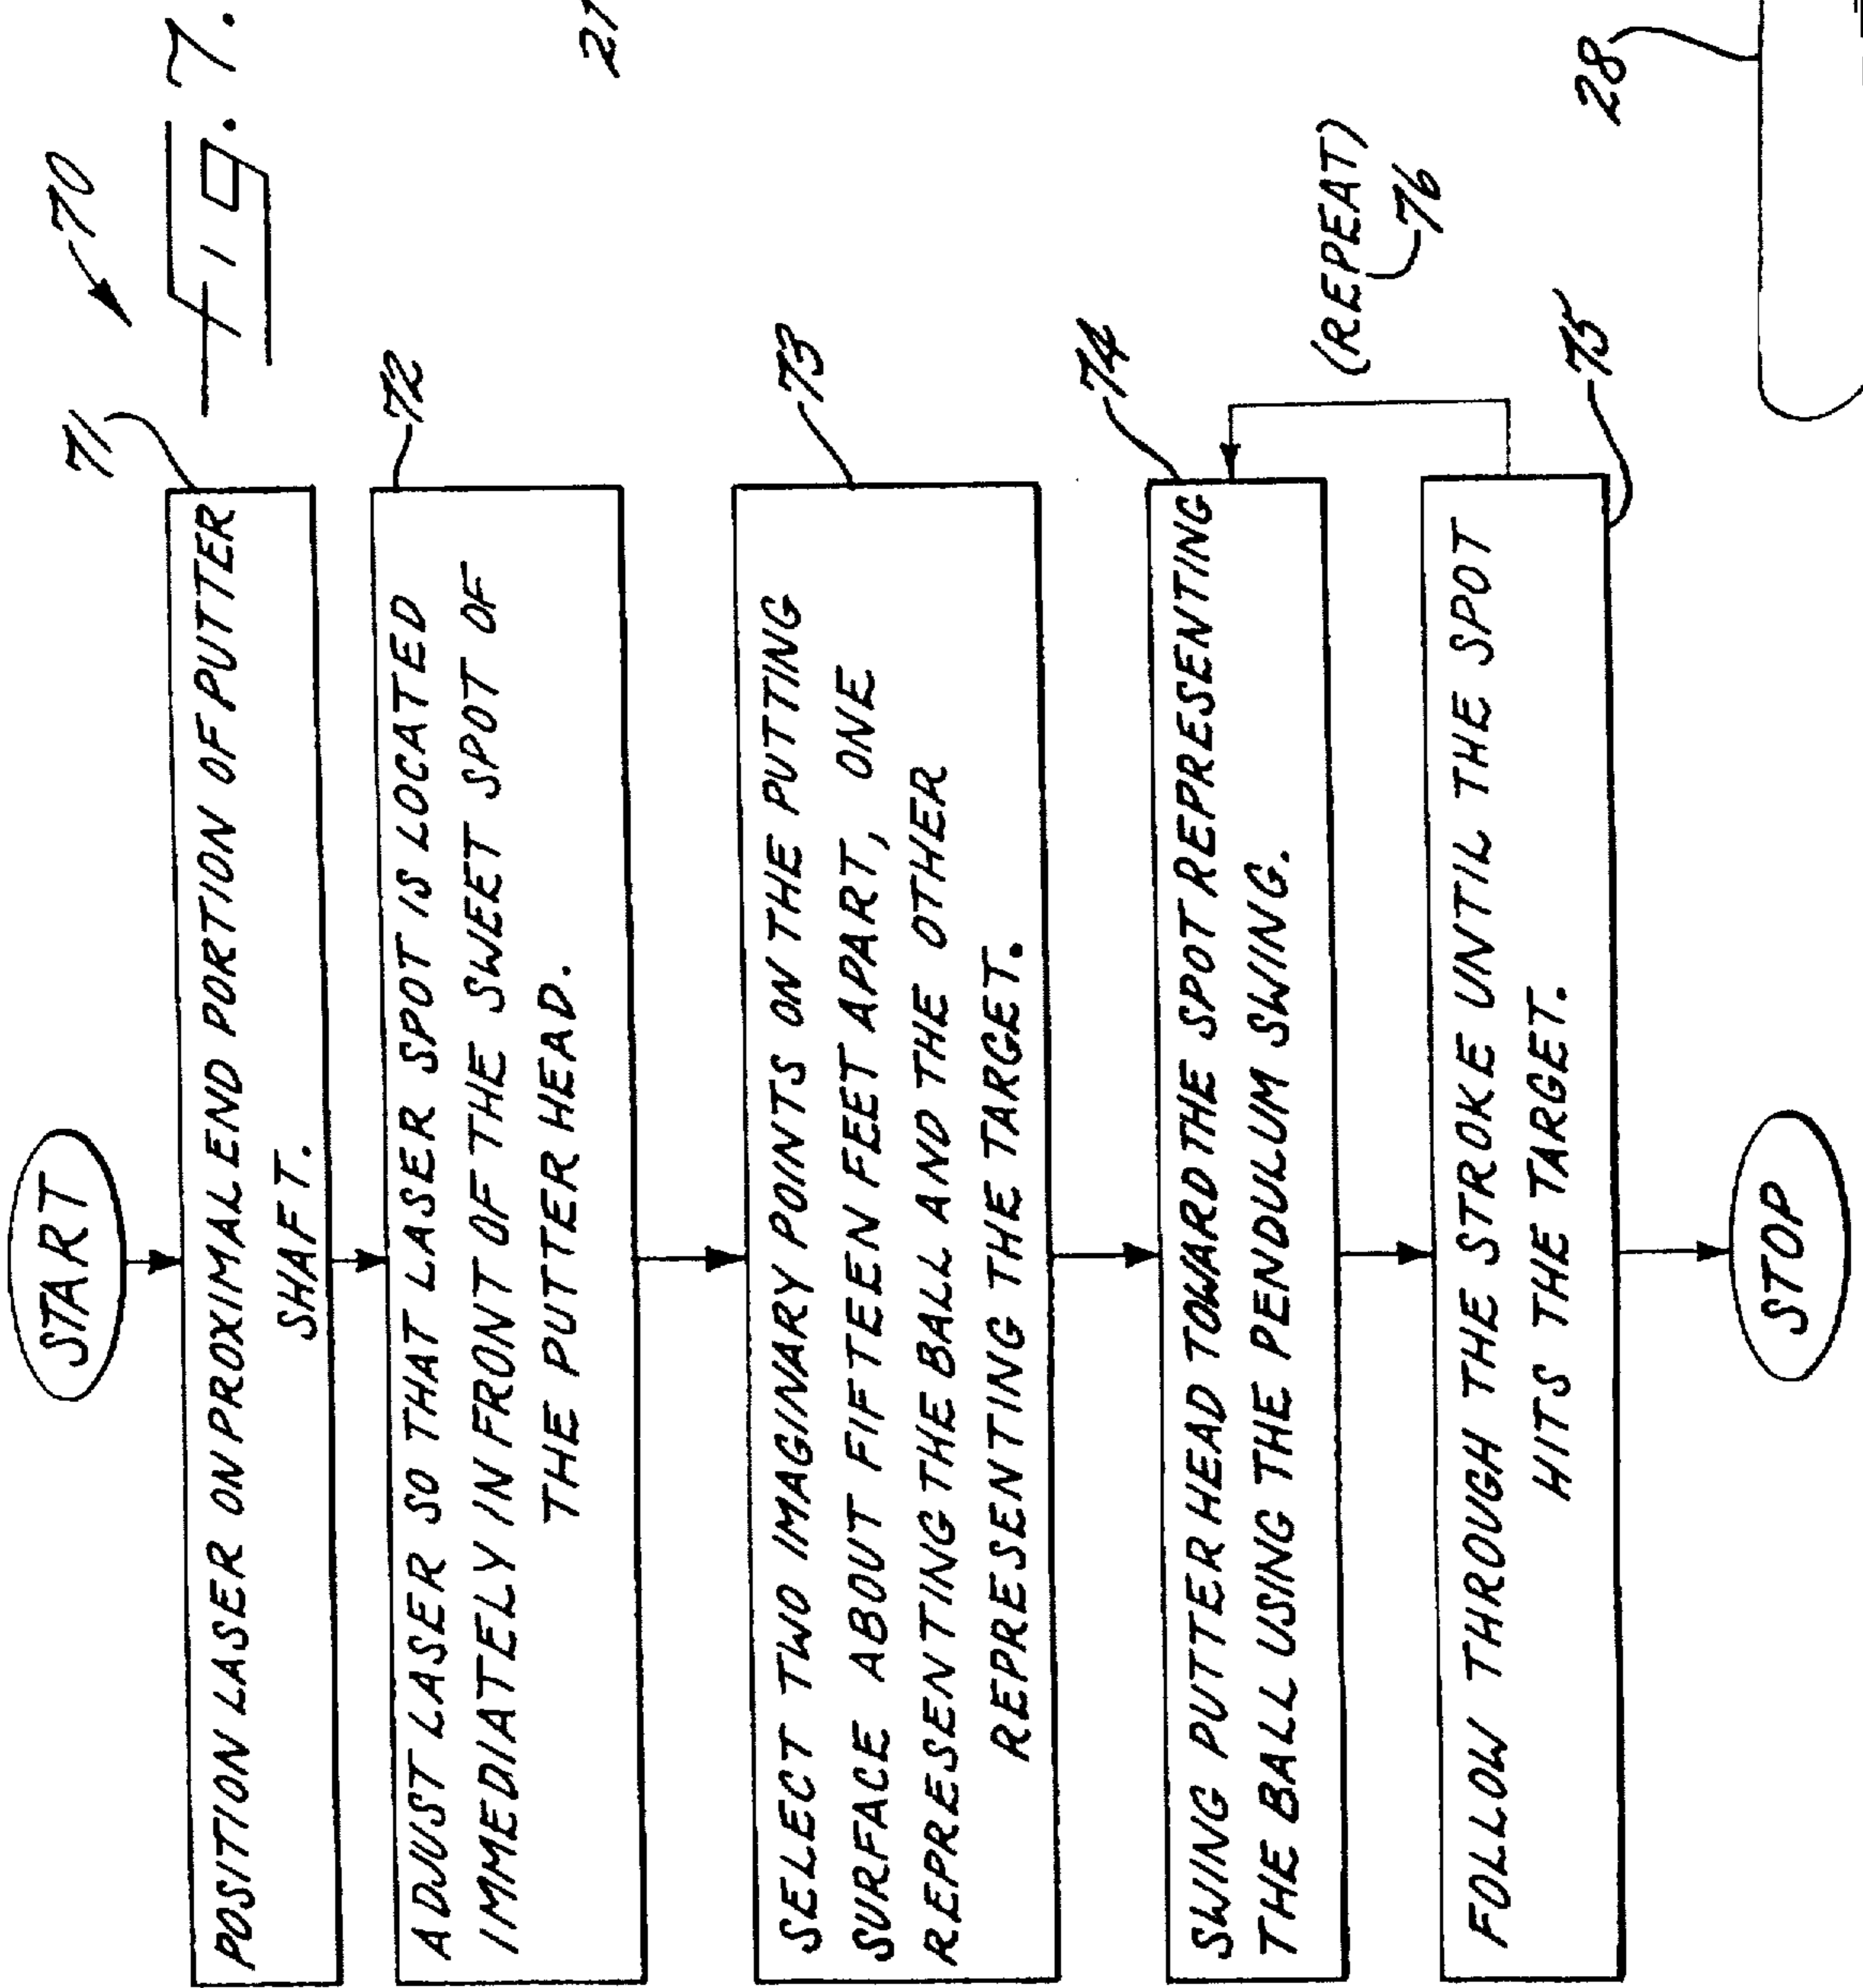 70
Fig. 7.
START
71
POSITION LASER ON PROXIMAL END PORTION OF PUTTER
SHAFT.
72
ADJUST LASER SO THAT LASER SPOT IS LOCATED
IMMEDIATELY IN FRONT OF THE SWEET SPOT OF
THE PUTTER HEAD.
73
SELECT TWO IMAGINARY POINTS ON THE PUTTING
SURFACE ABOUT FIFTEEN FEET APART, ONE
REPRESENTING THE BALL AND THE OTHER
REPRESENTING THE TARGET.
74
SWING PUTTER HEAD TOWARD THE SPOT REPRESENTING
THE BALL USING THE PENDULUM SWING.
(REPEAT)
76
75
FOLLOW THROUGH THE STROKE UNTIL THE SPOT
HITS THE TARGET.
STOP
28